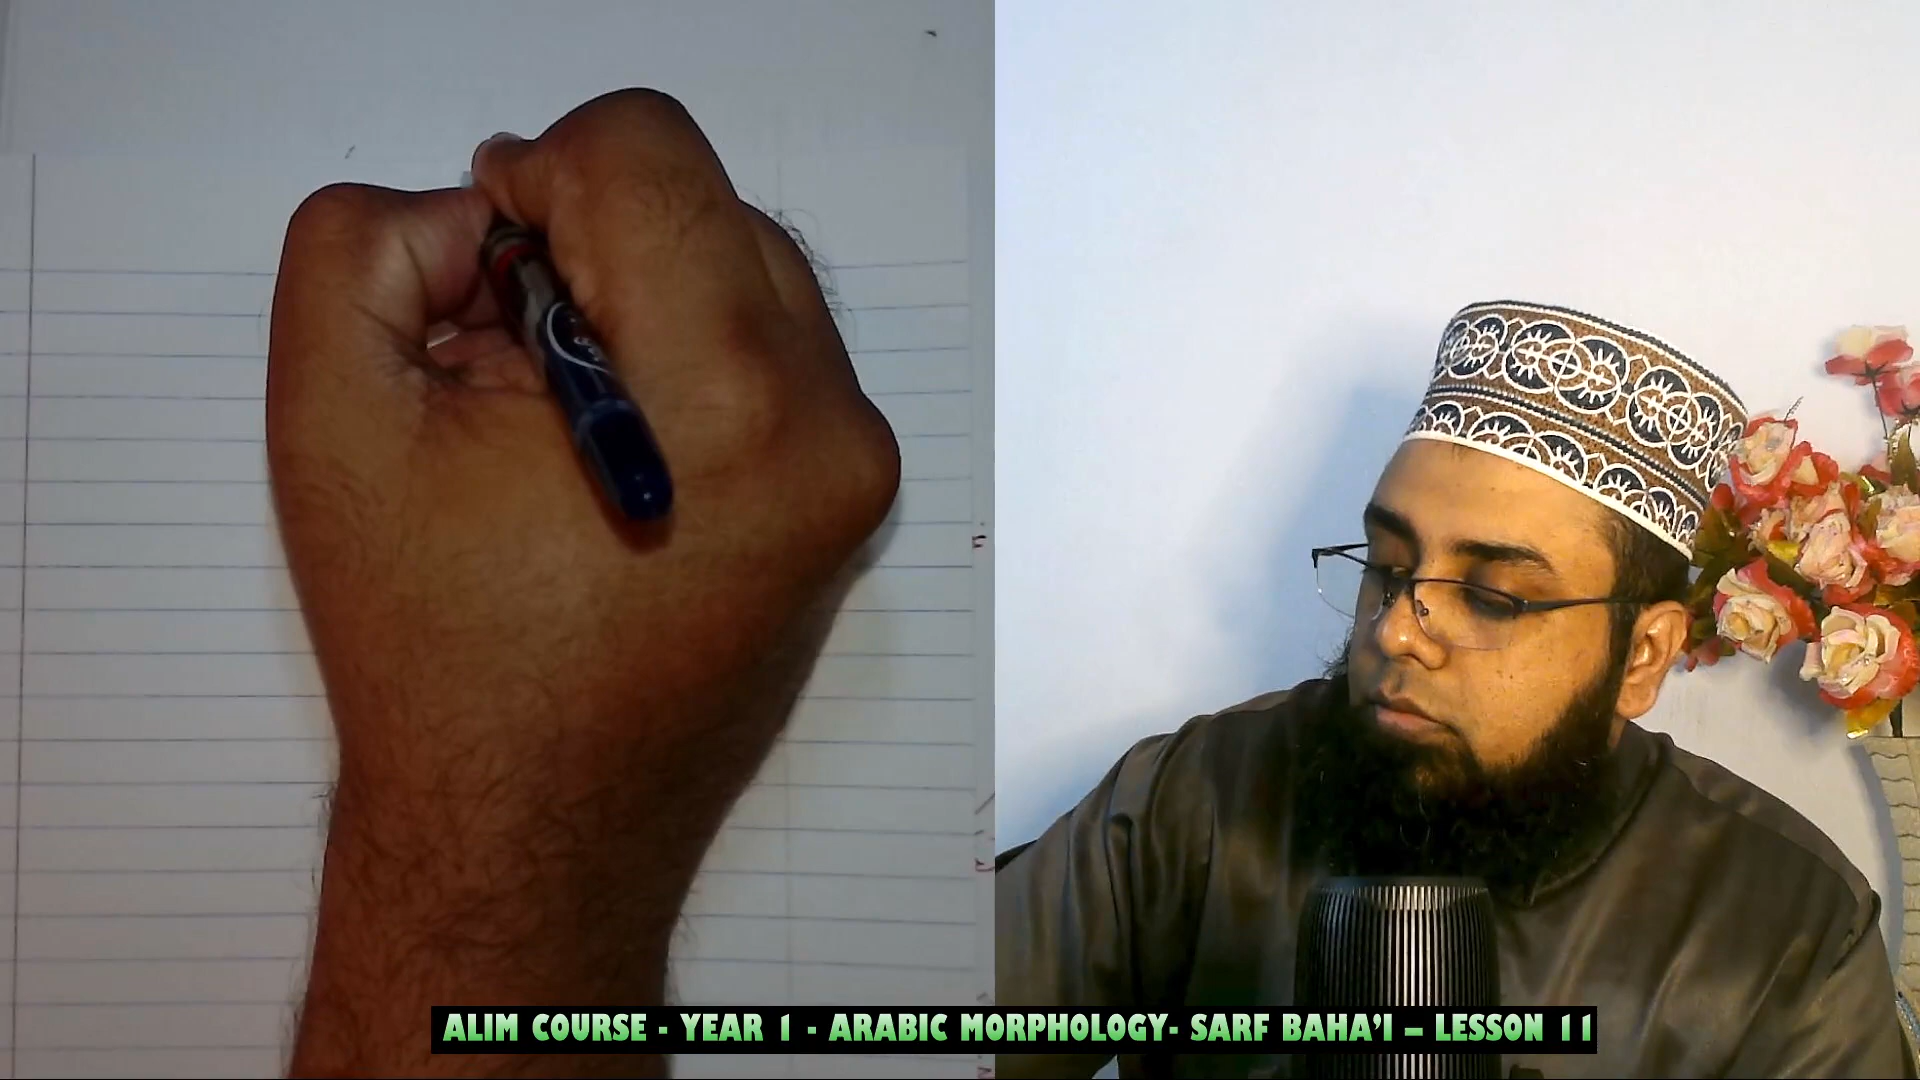 ALIM COURSE - YEAR 1 - ARABIC MORPHOLOGY- SARF BAHA'I – LESSON 11